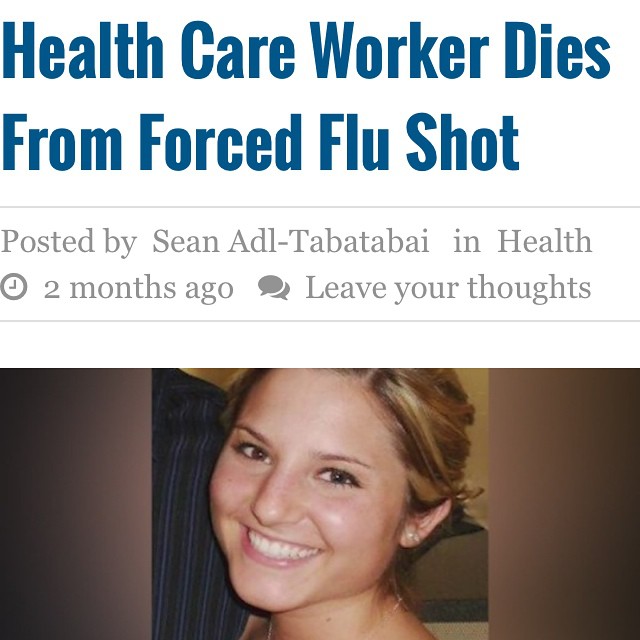 Health Care Worker Dies
From Forced Flu Shot
Posted by Sean Adl-Tabatabai in Health
2 months ago Leave your thoughts